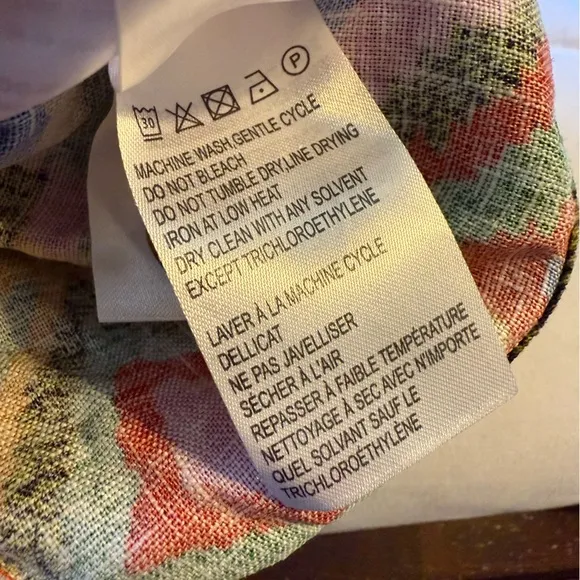 30 P
MACHINE WASH,GENTLE CYCLE
DO NOT BLEACH
DO NOT TUMBLE DRY,LINE DRYING
IRON AT LOW HEAT
DRY CLEAN WITH ANY SOLVENT
EXCEPT TRICHLOROETHYLENE
LAVER À LA MACHINE CYCLE
DELLICAT
NE PAS JAVELLISER
SÉCHER À L'AIR
REPASSER À FAIBLE TEMPÉRATURE
NETTOYAGE À SEC AVEC N'IMPORTE
QUEL SOLVANT SAUF LE
TRICHLOROETHYLENE